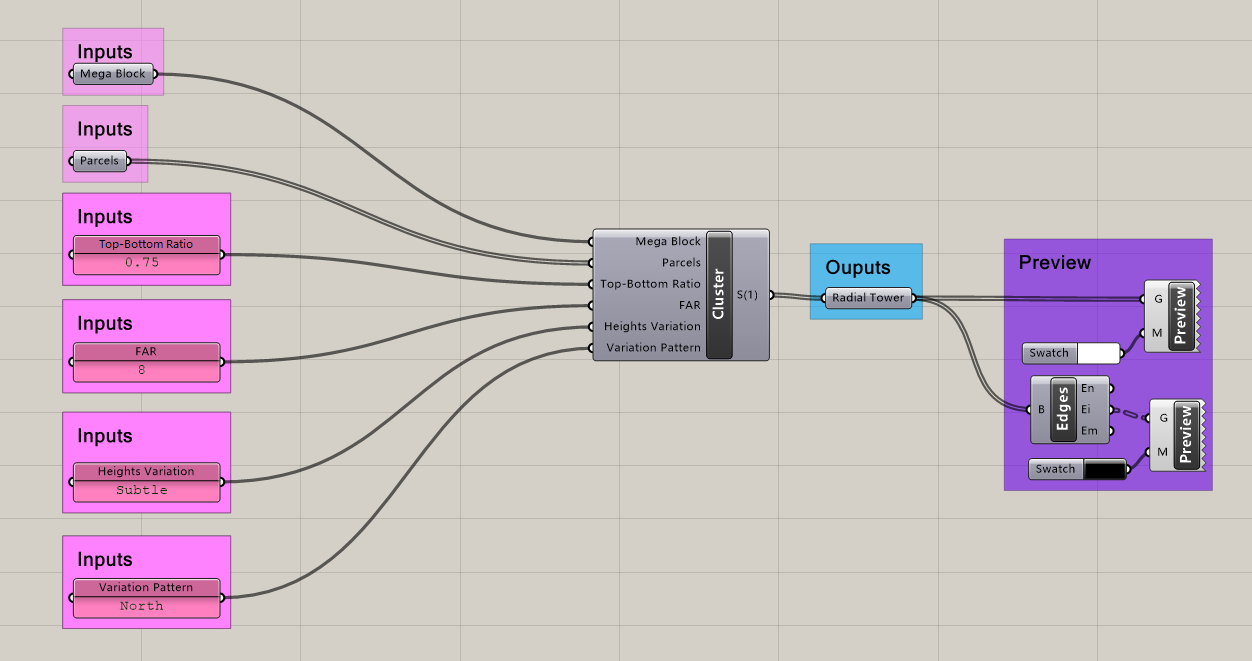 Inputs
Mega Block
Inputs
Parcels
Inputs
Top-Bottom Ratio
0.75
Inputs
FAR
8
Inputs
Heights Variation
Subtle
Inputs
Variation Pattern
North
Mega Block
Parcels
Top-Bottom Ratio
FAR
Heights Variation
Variation Pattern
Cluster
S(1)
Ouputs
Radial Tower
Preview
G
M
Preview
Swatch
B
Edges
En
Ei
Em
G
M
Preview
Swatch